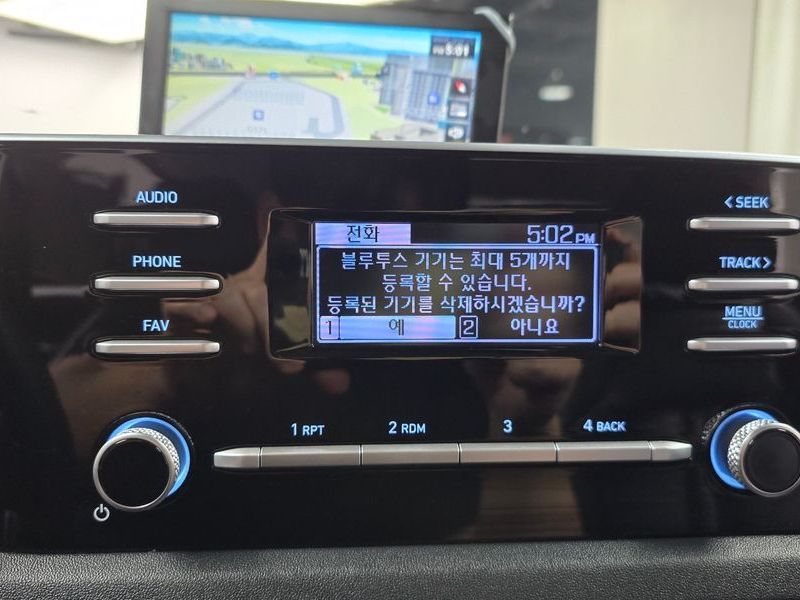 5:01
AUDIO
PHONE
FAV
전화
5:02PM
블루투스 기기는 최대 5개까지
등록할 수 있습니다.
등록된 기기를 삭제하시겠습니까?
1 예 2 아니요
<SEEK
TRACK>
MENU
CLOCK
1 RPT 2 RDM 3 4 BACK